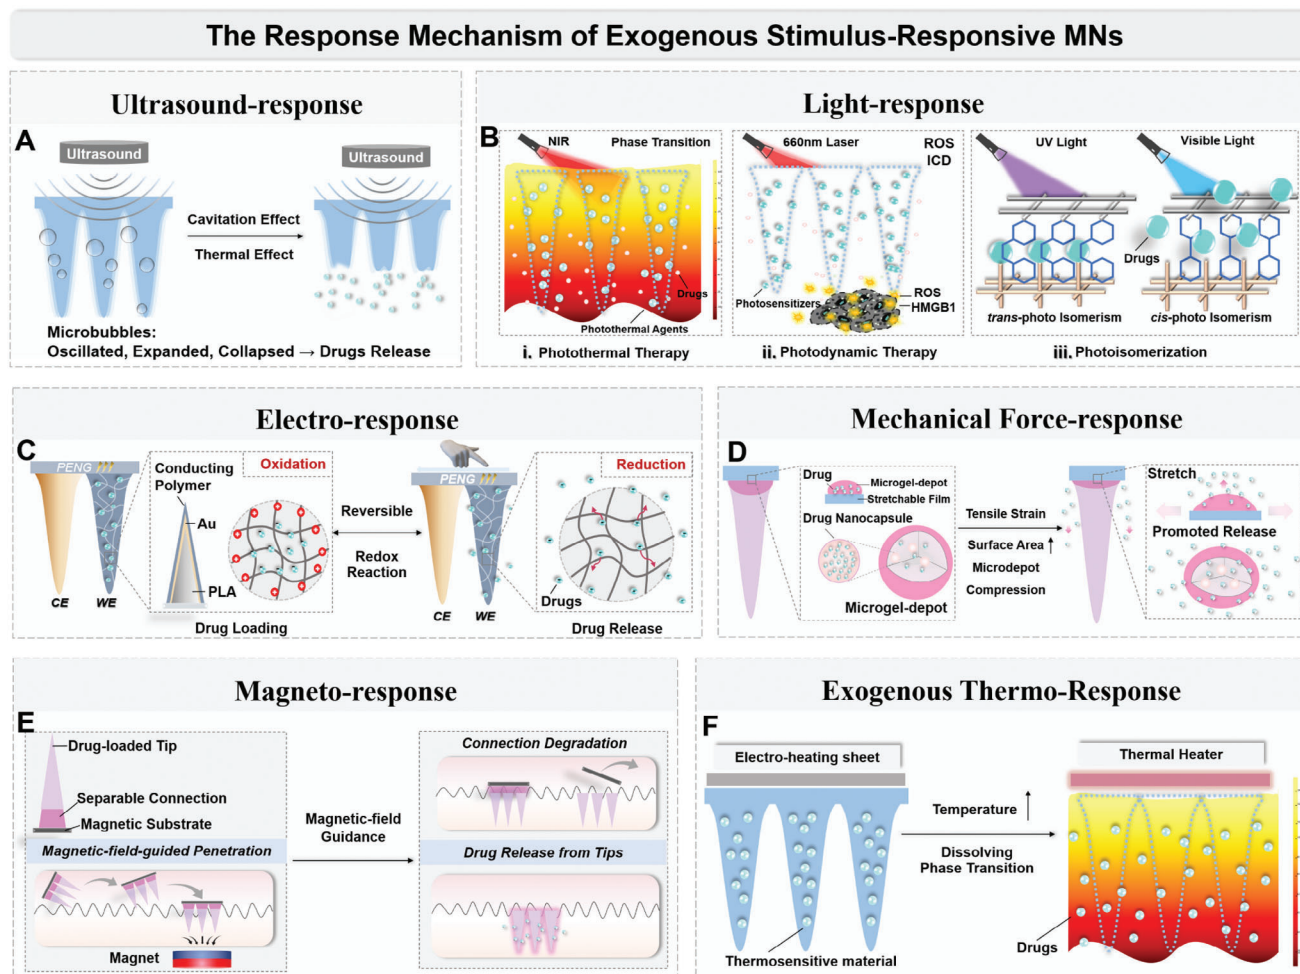 The Response Mechanism of Exogenous Stimulus-Responsive MNs
Ultrasound-response
A
Ultrasound
Ultrasound
Cavitation Effect
Thermal Effect
Microbubbles:
Oscillated, Expanded, Collapsed → Drugs Release
Light-response
B
NIR
Phase Transition
Drugs
Photothermal Agents
i. Photothermal Therapy
660nm Laser
ROS
ICD
Photosensitizers
ROS
HMGB1
ii. Photodynamic Therapy
UV Light
Visible Light
Drugs
trans-photo Isomerism
cis-photo Isomerism
iii. Photoisomerization
Electro-response
C
PENG
CE
WE
Conducting
Polymer
Au
PLA
Oxidation
Drug Loading
Reversible
Redox
Reaction
PENG
CE
WE
Reduction
Drugs
Drug Release
Mechanical Force-response
D
Drug
Microgel-depot
Stretchable Film
Drug Nanocapsule
Microgel-depot
Tensile Strain
Surface Area ↑
Microdepot
Compression
Stretch
Promoted Release
Magneto-response
E
Drug-loaded Tip
Separable Connection
Magnetic Substrate
Magnetic-field-guided Penetration
Magnet
Magnetic-field
Guidance
Connection Degradation
Drug Release from Tips
Exogenous Thermo-Response
F
Electro-heating sheet
Thermosensitive material
Temperature ↑
Dissolving
Phase Transition
Thermal Heater
Drugs